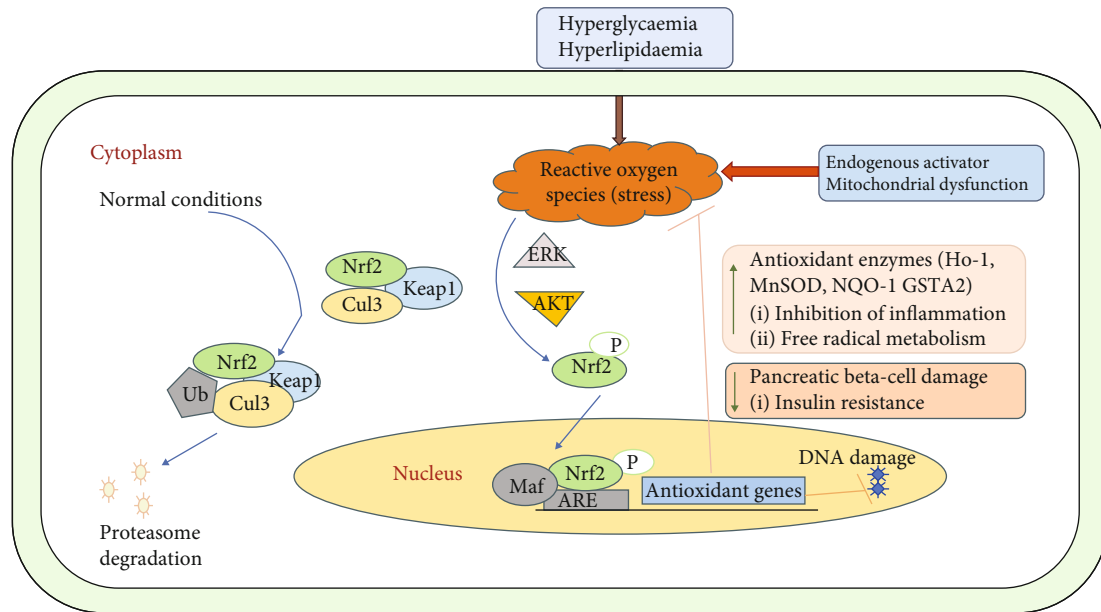 Hyperglycaemia
Hyperlipidaemia
Cytoplasm
Normal conditions
Reactive oxygen
species (stress)
Endogenous activator
Mitochondrial dysfunction
ERK
AKT
Nrf2
Keap1
Cul3
Antioxidant enzymes (Ho-1,
MnSOD, NQO-1 GSTA2)
(i) Inhibition of inflammation
(ii) Free radical metabolism
P
Nrf2
Nrf2
Keap1
Ub
Cul3
Pancreatic beta-cell damage
(i) Insulin resistance
Nucleus
P
Nrf2
Maf
ARE
Antioxidant genes
DNA damage
Proteasome
degradation